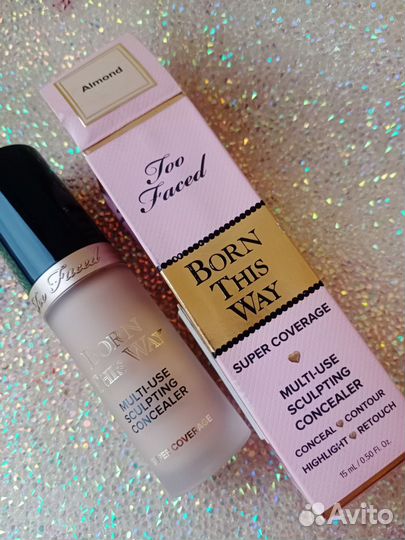 Almond
Too
Faced
BORN
THIS
WAY
SUPER COVERAGE
MULTI-USE
SCULPTING
CONCEALER
CONCEAL CONTOUR
HIGHLIGHT RETOUCH
15 mL / 0.50 Fl. Oz.
Too Faced
BORN
THIS WAY
MULTI-USE
SCULPTING
CONCEALER
SUPER COVERAGE
Avito